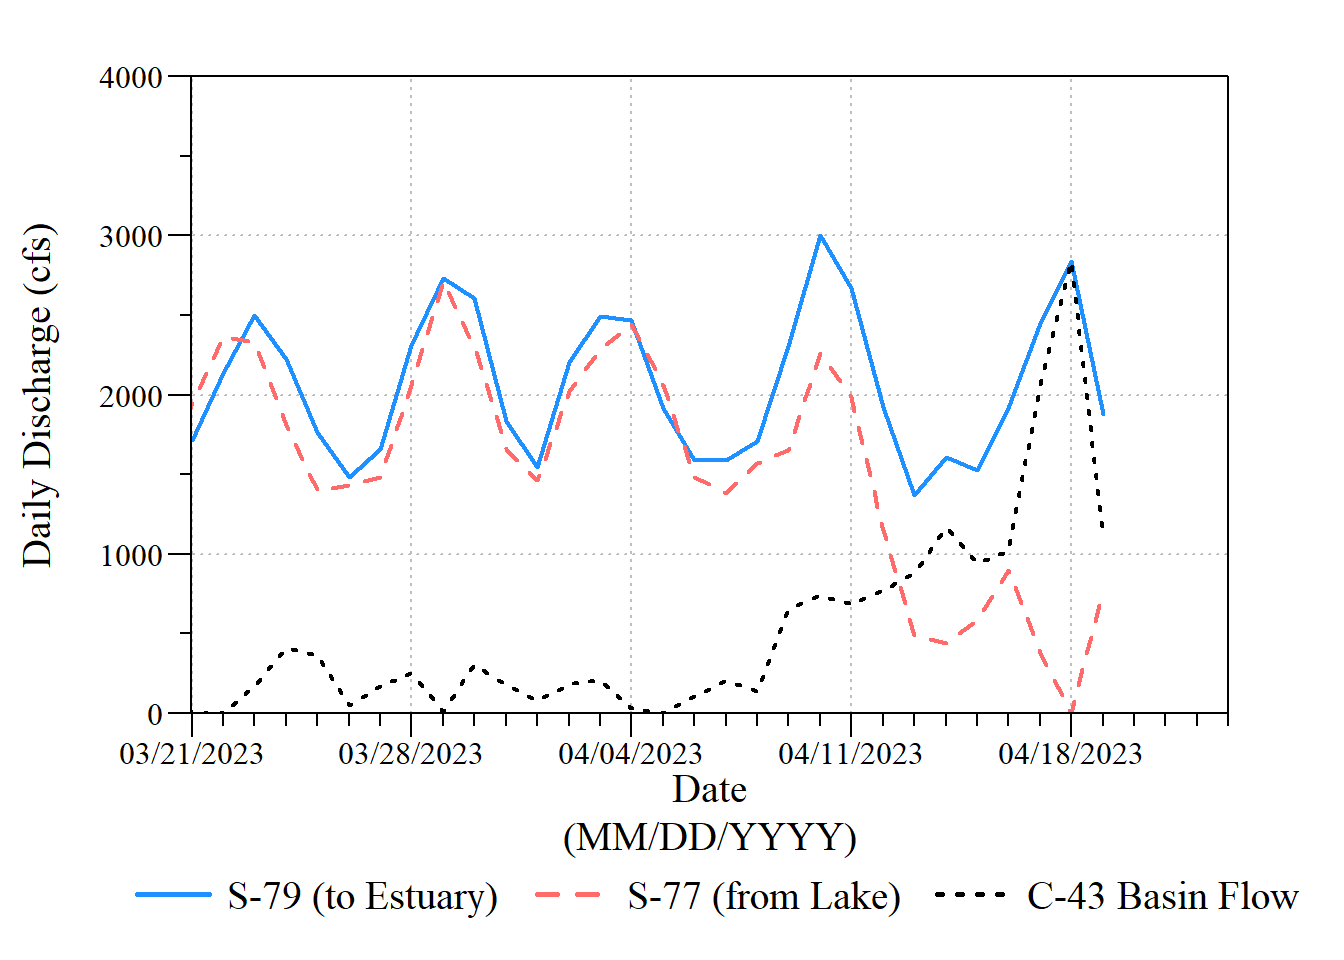 4000
3000
2000
1000
0
Daily Discharge (cfs)
03/21/2023 03/28/2023 04/04/2023 04/11/2023 04/18/2023
Date
(MM/DD/YYYY)
S-79 (to Estuary) S-77 (from Lake) C-43 Basin Flow